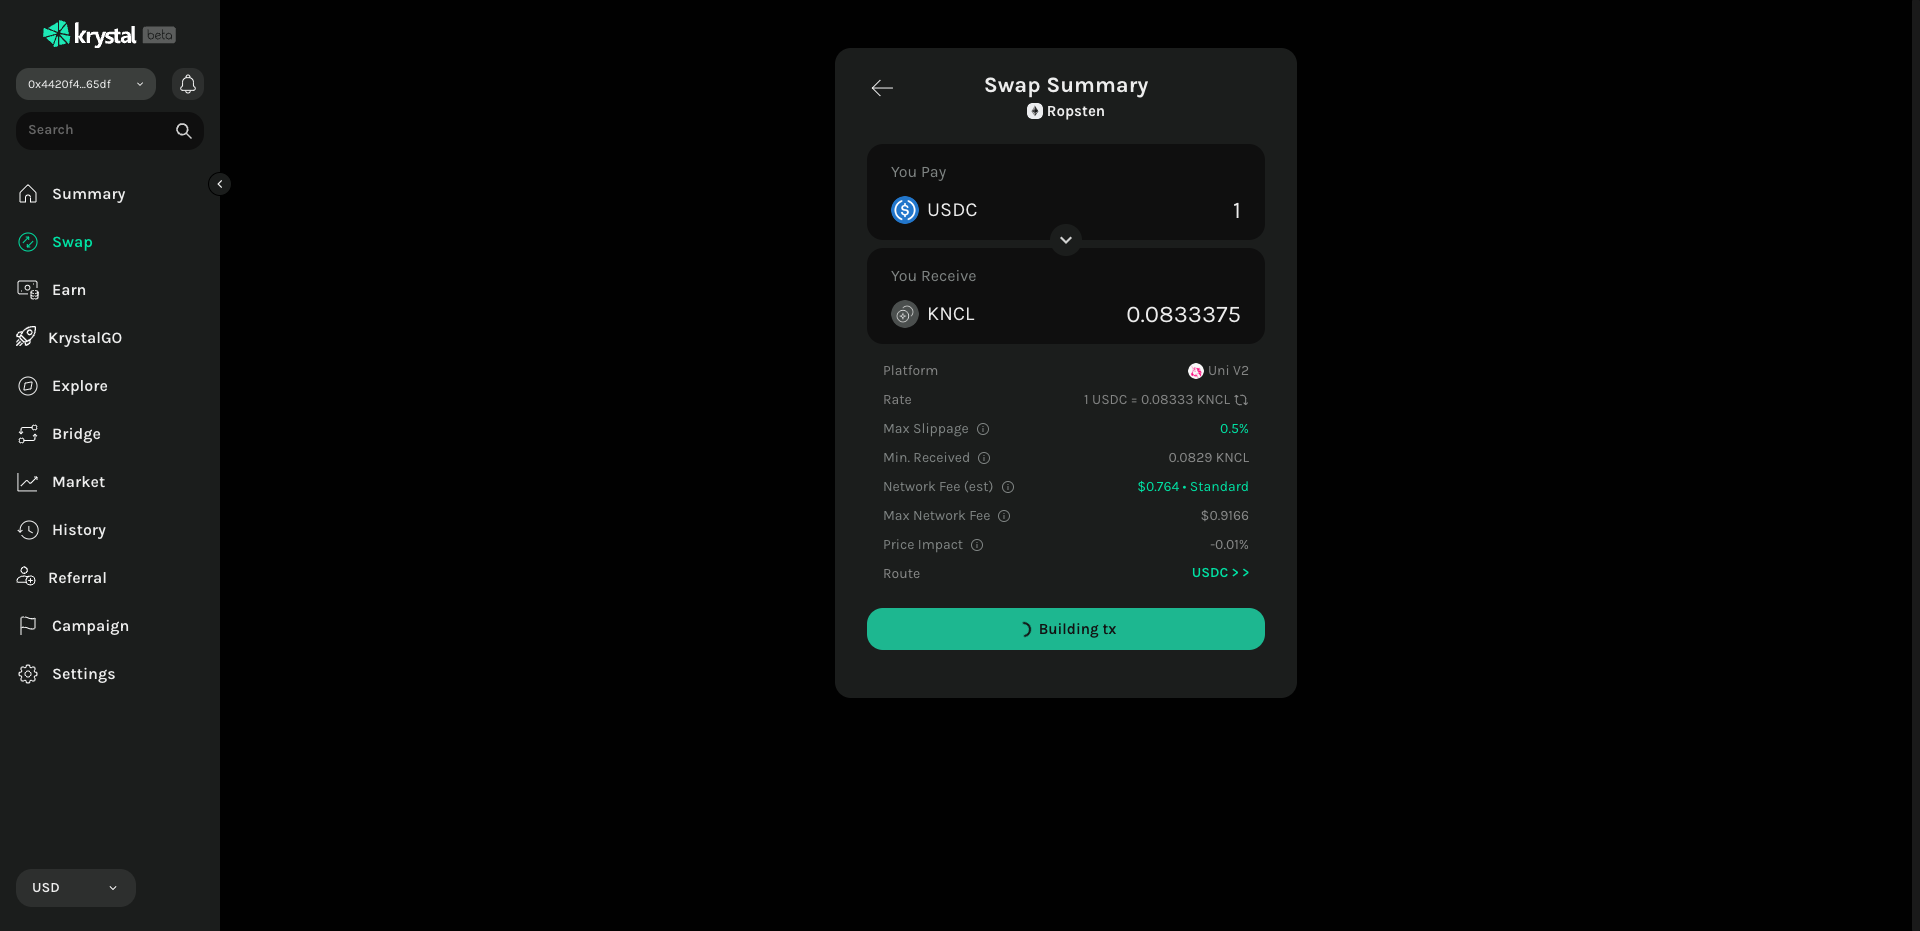 krystal beta
0x4420f4...65df
Search
Summary
Swap
Earn
KrystalGO
Explore
Bridge
Market
History
Referral
Campaign
Settings
USD
Swap Summary
Ropsten
You Pay
USDC 1
You Receive
KNCL 0.0833375
Platform Uni V2
Rate 1 USDC = 0.08333 KNCL
Max Slippage 0.5%
Min. Received 0.0829 KNCL
Network Fee (est) $0.764 • Standard
Max Network Fee $0.9166
Price Impact -0.01%
Route USDC > >
Building tx